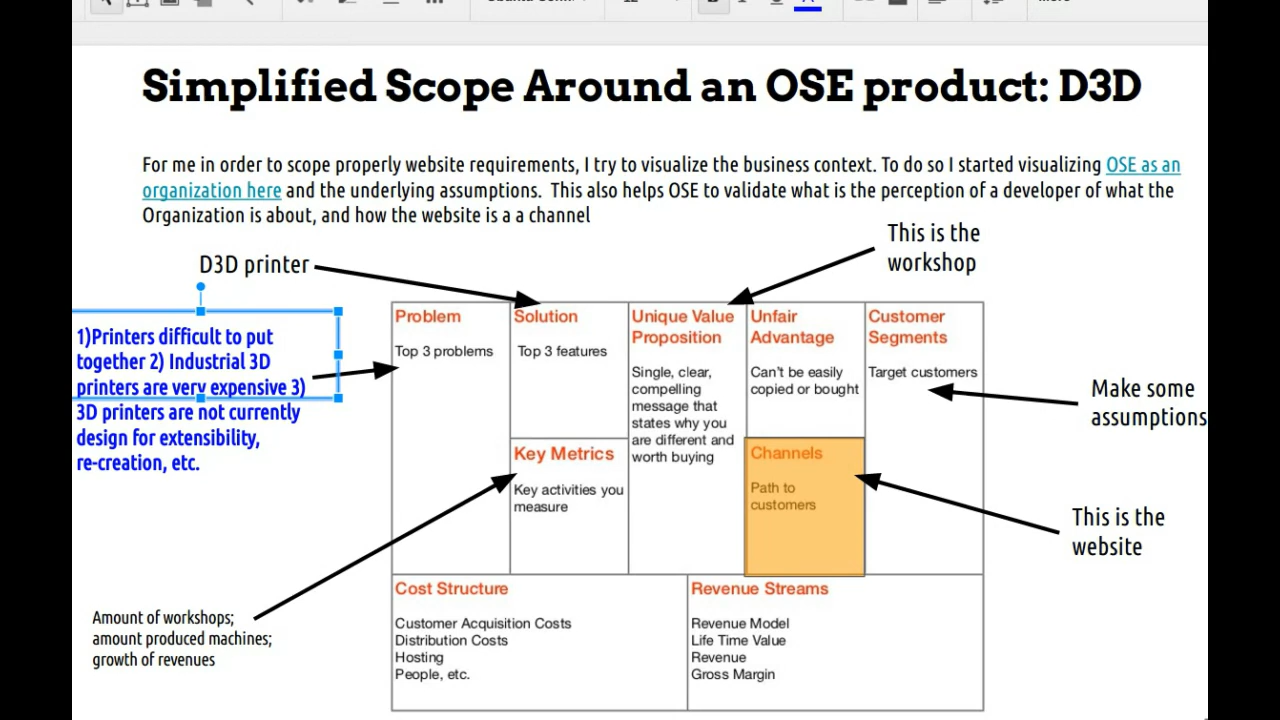 Simplified Scope Around an OSE product: D3D
For me in order to scope properly website requirements, I try to visualize the business context. To do so I started visualizing OSE as an
organization here and the underlying assumptions. This also helps OSE to validate what is the perception of a developer of what the
Organization is about, and how the website is a a channel
This is the
workshop
D3D printer
1)Printers difficult to put
together 2) Industrial 3D
printers are very expensive 3)
3D printers are not currently
design for extensibility,
re-creation, etc.
Problem
Top 3 problems
Solution
Top 3 features
Unique Value
Proposition
Single, clear,
compelling
message that
states why you
are different and
worth buying
Unfair
Advantage
Can't be easily
copied or bought
Customer
Segments
Target customers
Make some
assumptions
Key Metrics
Key activities you
measure
Channels
Path to
customers
This is the
website
Amount of workshops;
amount produced machines;
growth of revenues
Cost Structure
Customer Acquisition Costs
Distribution Costs
Hosting
People, etc.
Revenue Streams
Revenue Model
Life Time Value
Revenue
Gross Margin